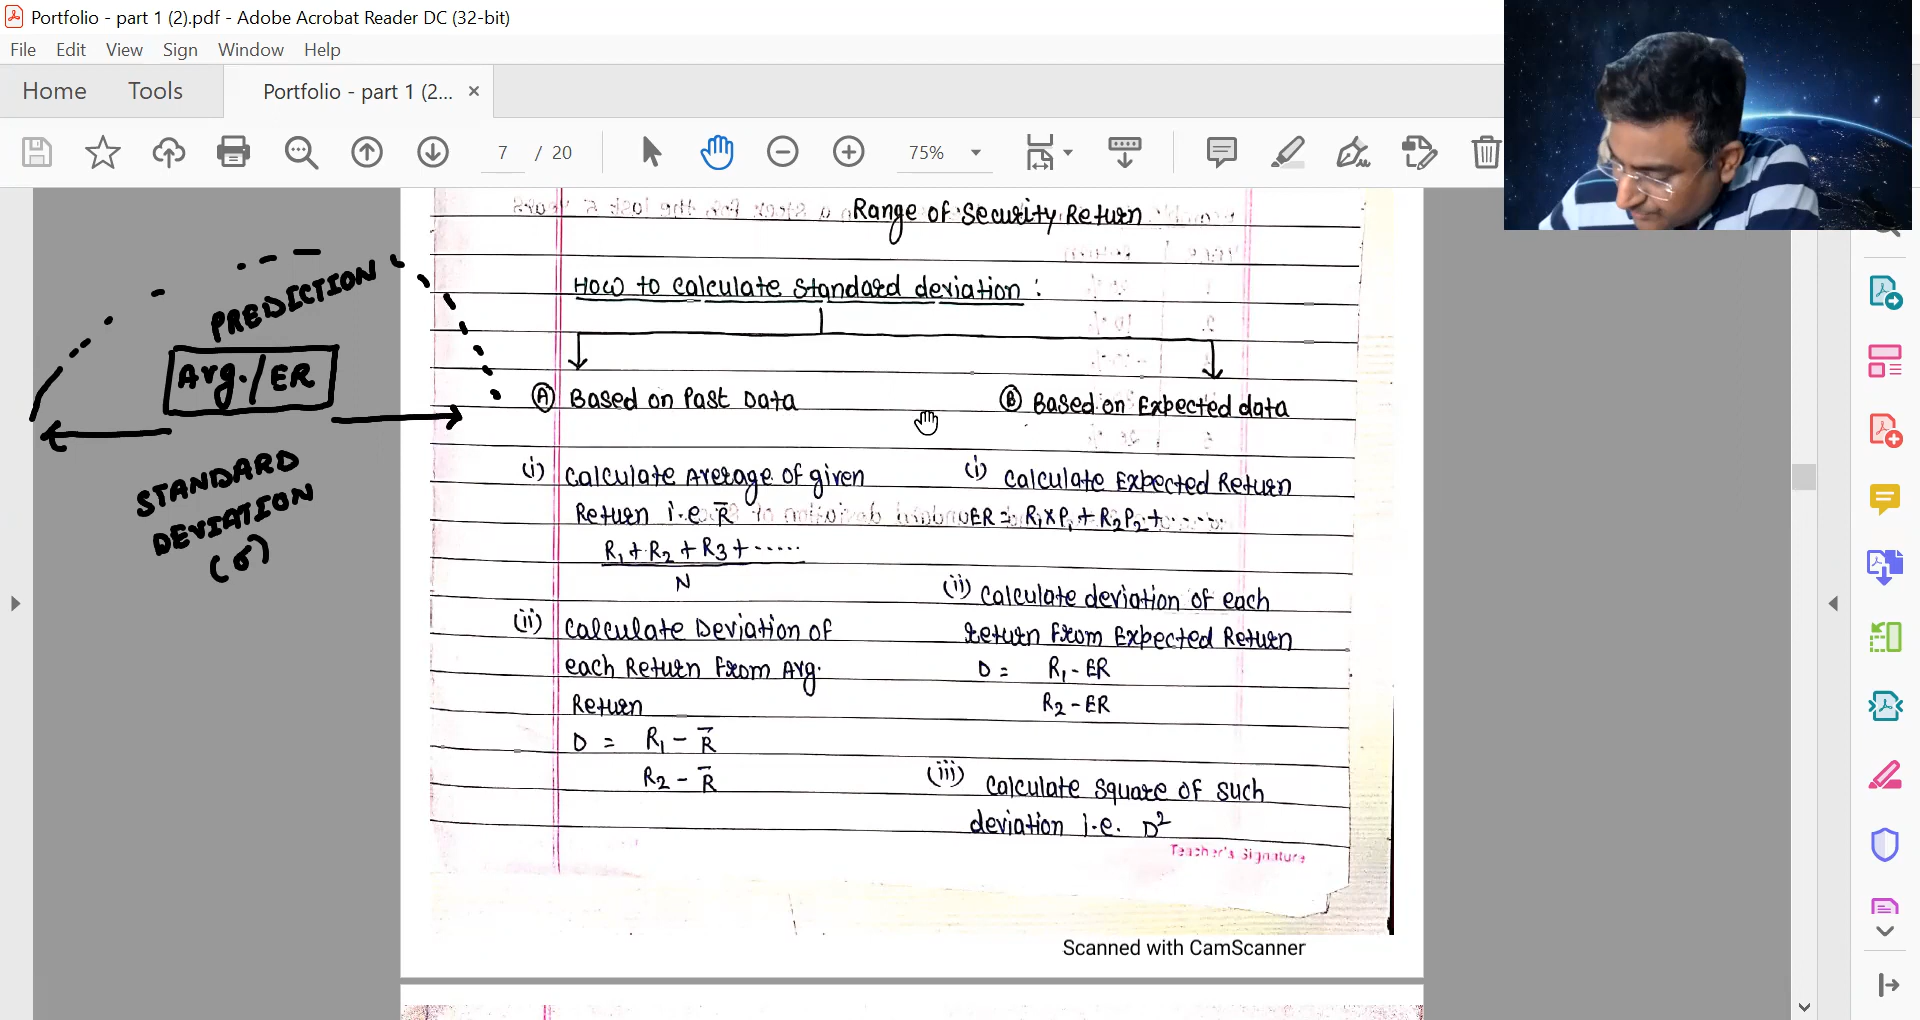 Portfolio - part 1 (2).pdf - Adobe Acrobat Reader DC (32-bit)
File Edit View Sign Window Help
Home Tools Portfolio - part 1 (2... ×
7 / 20 75%
Range of Security Return
How to calculate standard deviation :
PREDICTION
Avg./ER
STANDARD
DEVIATION
(σ)
(A) Based on Past Data
(i) Calculate Average of given
Return i.e R̅
R₁ + R₂ + R₃ + ......
N
(ii) Calculate Deviation of
each Return from Avg.
Return
D = R₁ - R̅
R₂ - R̅
(B) Based on Expected data
(i) Calculate Expected Return
ER = R₁XP₁ + R₂P₂ + ......
(ii) Calculate deviation of each
return from Expected Return
D = R₁ - ER
R₂ - ER
(iii) Calculate square of such
deviation i.e. D²
Teacher's Signature
Scanned with CamScanner